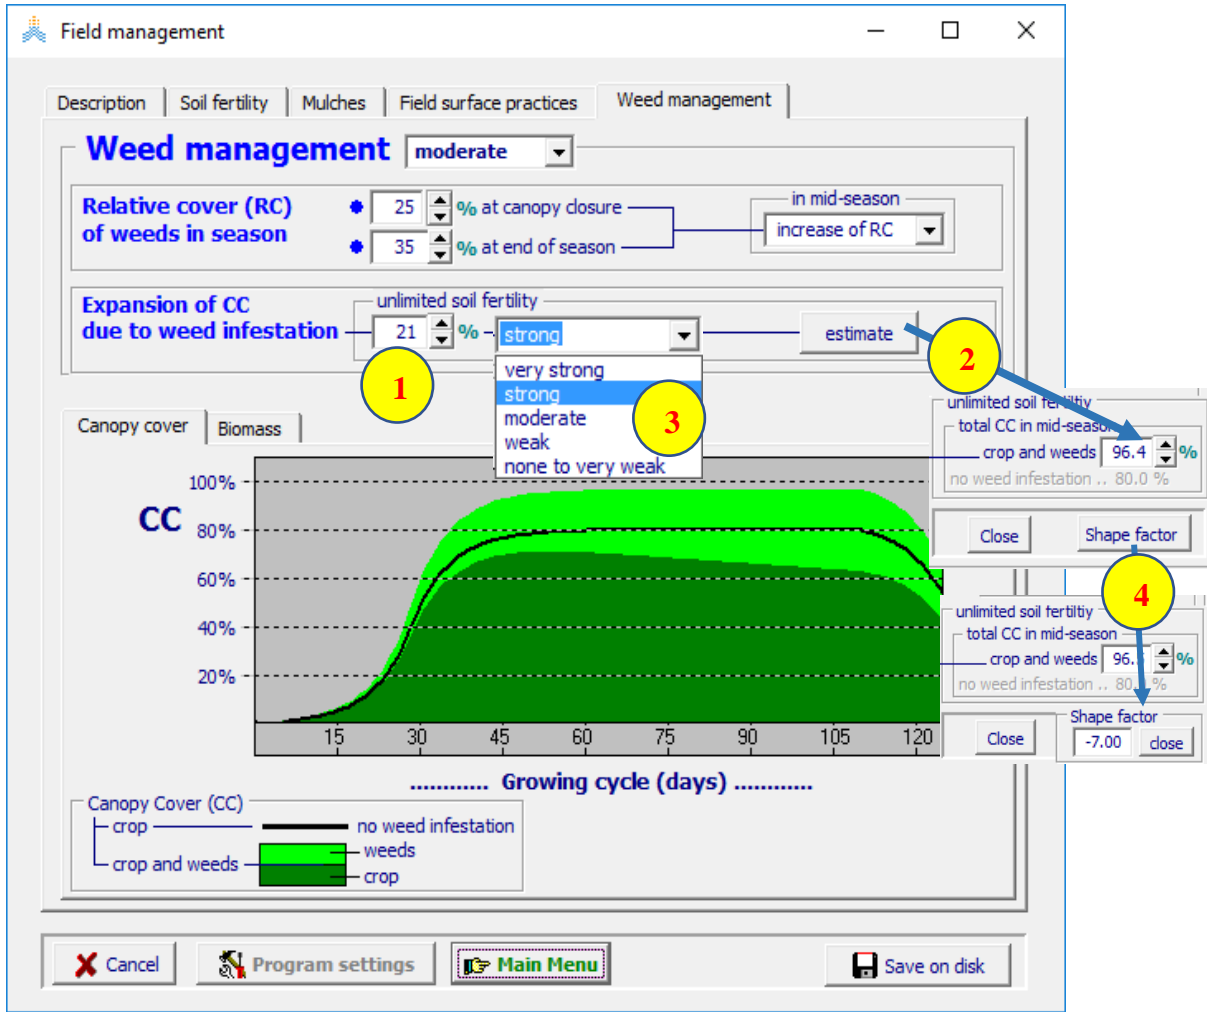 Field management
Description Soil fertility Mulches Field surface practices Weed management
Weed management moderate
Relative cover (RC)
of weeds in season
25 % at canopy closure
35 % at end of season
in mid-season
increase of RC
Expansion of CC
due to weed infestation
unlimited soil fertility
21 % strong
estimate
very strong
strong
moderate
weak
none to very weak
1
2
3
4
unlimited soil fertiltiy
total CC in mid-season
crop and weeds 96.4 %
no weed infestation .. 80.0 %
Close Shape factor
unlimited soil fertiltiy
total CC in mid-season
crop and weeds 96. %
no weed infestation .. 80. %
Close
Shape factor
-7.00 close
Canopy cover Biomass
CC
100%
80%
60%
40%
20%
15 30 45 60 75 90 105 120
............ Growing cycle (days) ............
Canopy Cover (CC)
crop no weed infestation
crop and weeds
weeds
crop
Cancel Program settings Main Menu Save on disk